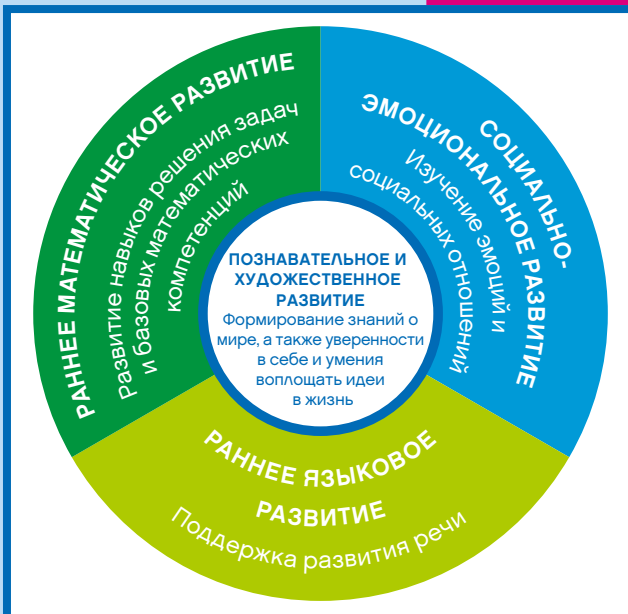 РАННЕЕ МАТЕМАТИЧЕСКОЕ РАЗВИТИЕ
Развитие навыков решения задач
и базовых математических
компетенций
СОЦИАЛЬНО-
ЭМОЦИОНАЛЬНОЕ РАЗВИТИЕ
Изучение эмоций и
социальных отношений
ПОЗНАВАТЕЛЬНОЕ И
ХУДОЖЕСТВЕННОЕ
РАЗВИТИЕ
Формирование знаний о
мире, а также уверенности
в себе и умения
воплощать идеи
в жизнь
РАННЕЕ ЯЗЫКОВОЕ
РАЗВИТИЕ
Поддержка развития речи